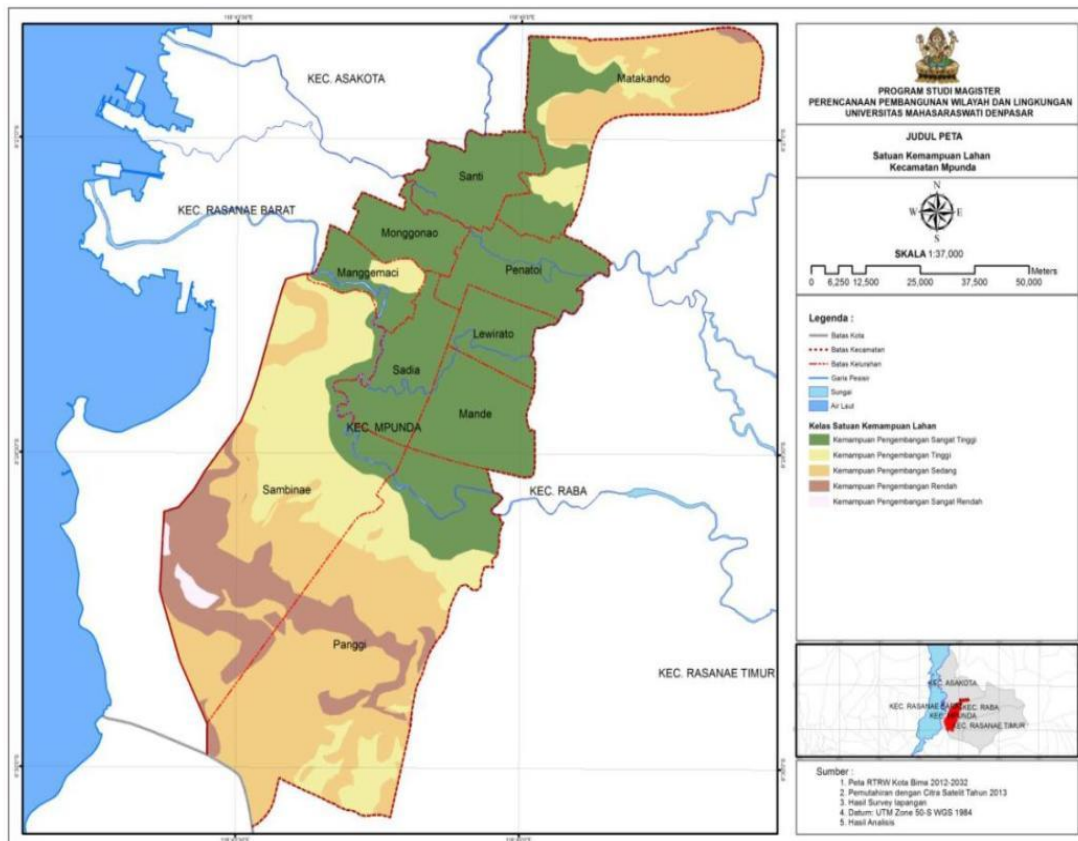 KEC. ASAKOTA
Matakando
Santi
KEC. RASANAE BARAT
Monggonao
Manggemaci
Penatoi
Lewirato
Sadia
Mande
KEC. MPUNDA
Sambinae
KEC. RABA
Panggi
KEC. RASANAE TIMUR
PROGRAM STUDI MAGISTER
PERENCANAAN PEMBANGUNAN WILAYAH DAN LINGKUNGAN
UNIVERSITAS MAHASARASWATI DENPASAR
JUDUL PETA
Satuan Kemampuan Lahan
Kecamatan Mpunda
N
W E
S
SKALA 1:37,000
Meters
0 6,250 12,500 25,000 37,500 50,000
Legenda :
Batas Kota
Batas Kecamatan
Batas Kelurahan
Garis Pesisir
Sungai
Air Laut
Kelas Satuan Kemampuan Lahan
Kemampuan Pengembangan Sangat Tinggi
Kemampuan Pengembangan Tinggi
Kemampuan Pengembangan Sedang
Kemampuan Pengembangan Rendah
Kemampuan Pengembangan Sangat Rendah
KEC. ASAKOTA
KEC. RASANAE
KEC. RABA
KEC. MPUNDA
KEC. RASANAE TIMUR
Sumber :
1. Peta RTRW Kota Bima 2012-2032
2. Pemutahiran dengan Citra Satelit Tahun 2013
3. Hasil Survey lapangan
4. Datum: UTM Zone 50-S WGS 1984
5. Hasil Analisis